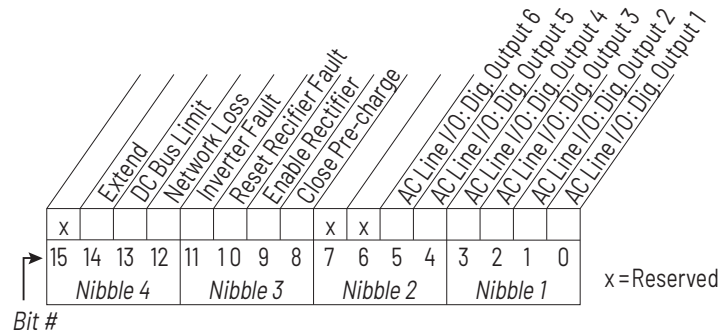 Extend
DC Bus Limit
Network Loss
Inverter Fault
Reset Recifier Fault
Enable Rectifier
Close Pre-charge
AC Line I/O: Dig. Output 6
AC Line I/O: Dig. Output 5
AC Line I/O: Dig. Output 4
AC Line I/O: Dig. Output 3
AC Line I/O: Dig. Output 2
AC Line I/O: Dig. Output 1
x x x
15 14 13 12 11 10 9 8 7 6 5 4 3 2 1 0
Nibble 4 Nibble 3 Nibble 2 Nibble 1
x=Reserved
Bit #